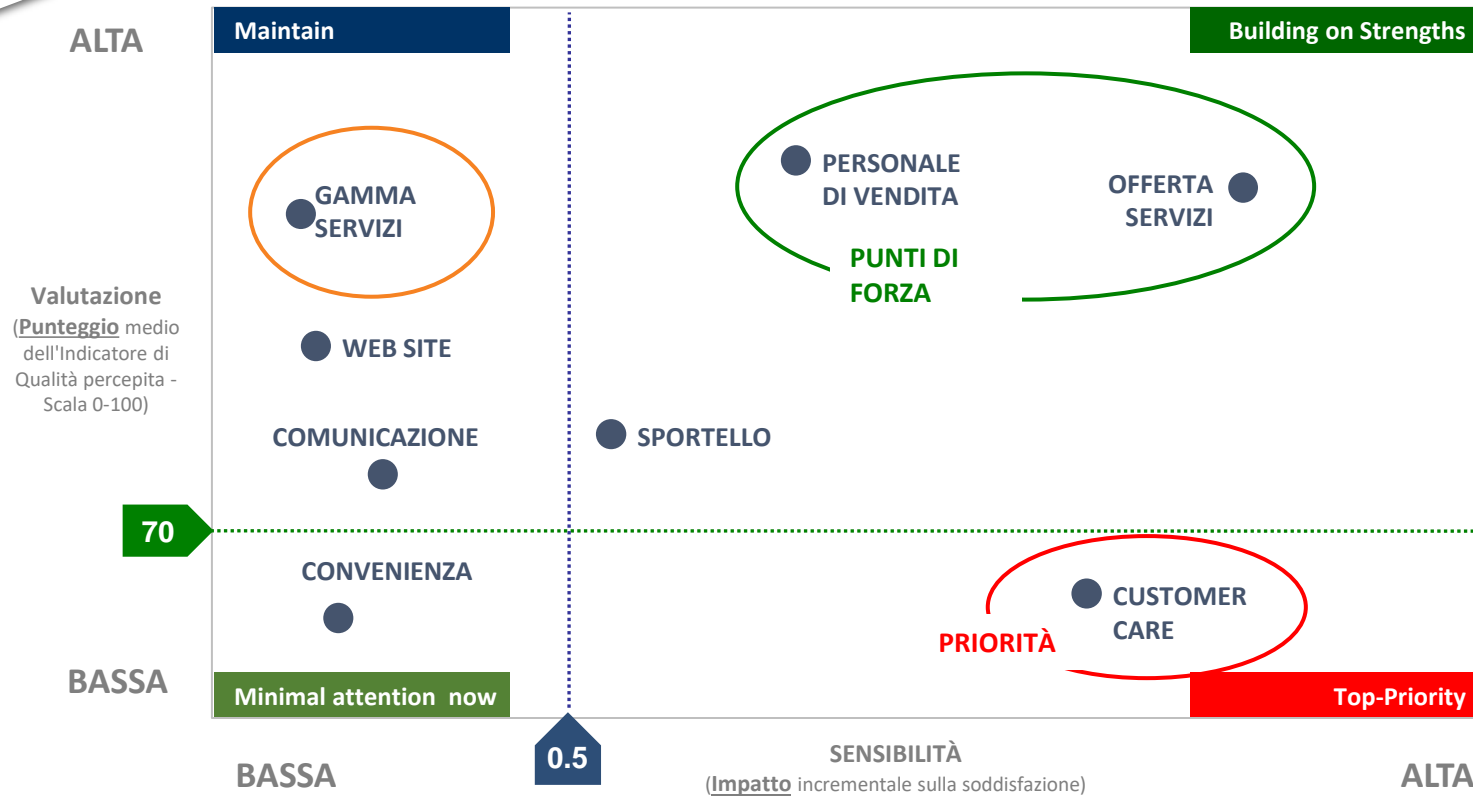 ALTA
Maintain
Building on Strengths
PERSONALE
DI VENDITA
OFFERTA
SERVIZI
GAMMA
SERVIZI
PUNTI DI
FORZA
Valutazione
(Punteggio medio
dell'Indicatore di
Qualità percepita -
Scala 0-100)
WEB SITE
COMUNICAZIONE
SPORTELLO
70
CONVENIENZA
CUSTOMER
CARE
PRIORITÀ
BASSA
Minimal attention  now
Top-Priority
BASSA
0.5
SENSIBILITÀ
(Impatto incrementale sulla soddisfazione)
ALTA